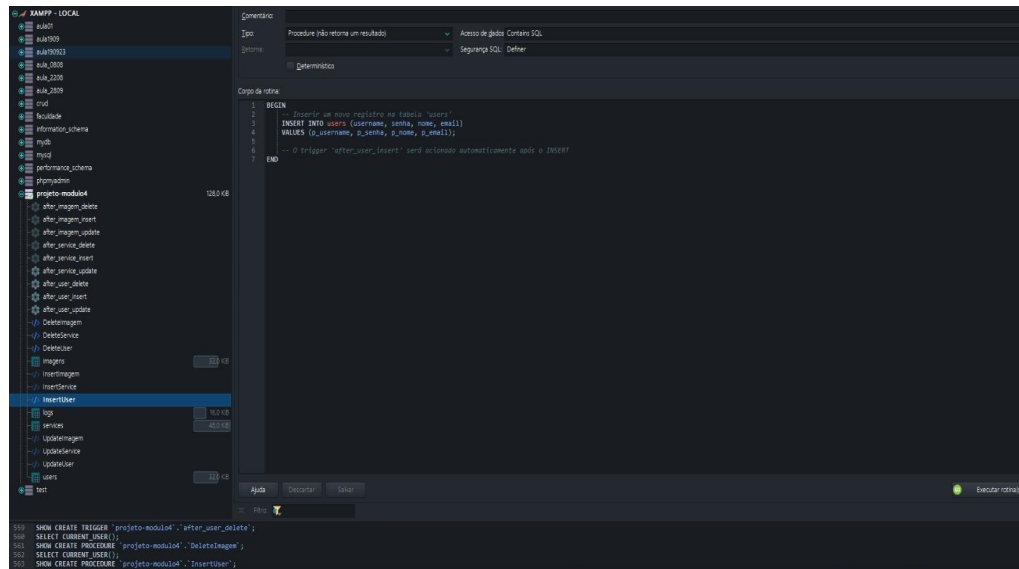 XAMPP - LOCAL
aula01
aula1909
aula190923
aula_0806
aula_2208
aula_2809
crud
faculdade
information_schema
mydb
mysql
performance_schema
phpmyadmin
projeto-modulo4 128,0 KiB
after_imagem_delete
after_imagem_insert
after_imagem_update
after_service_delete
after_service_insert
after_service_update
after_user_delete
after_user_insert
after_user_update
DeleteImagem
DeleteService
DeleteUser
imagens 32,0 KiB
InsertImagem
InsertService
InsertUser
logs 16,0 KiB
services 48,0 KiB
UpdateImagem
UpdateService
UpdateUser
users 32,0 KiB
test
Comentário:
Tipo: Procedure (não retorna um resultado) Acesso de dados Contains SQL
Retorna: Segurança SQL: Definer
Determinístico
Corpo da rotina:
1 BEGIN
2 -- Inserir um novo registro na tabela 'users'
3 INSERT INTO users (username, senha, nome, email)
4 VALUES (p_username, p_senha, p_nome, p_email);
5
6 -- O trigger 'after_user_insert' será acionado automaticamente após o INSERT
7 END
Ajuda Descartar Salvar Executar rotina(s)
Filtro:
559 SHOW CREATE TRIGGER `projeto-modulo4`.`after_user_delete`;
560 SELECT CURRENT_USER();
561 SHOW CREATE PROCEDURE `projeto-modulo4`.`DeleteImagem`;
562 SELECT CURRENT_USER();
563 SHOW CREATE PROCEDURE `projeto-modulo4`.`InsertUser`;